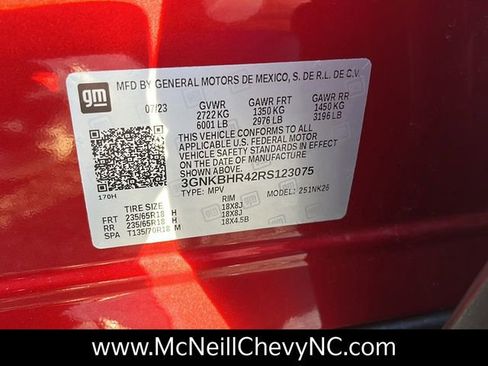 MFD BY GENERAL MOTORS DE MEXICO, S. DE R.L. DE C.V.
gm
07/23 GVWR GAWR FRT GAWR RR
2722 KG 1350 KG 1450 KG
6001 LB 2976 LB 3196 LB
THIS VEHICLE CONFORMS TO ALL
APPLICABLE U.S. FEDERAL MOTOR
VEHICLE SAFETY STANDARDS IN EFFECT
ON THE DATE OF MANUFACTURE SHOWN ABOVE.
3GNKBHR42RS123075
170H TYPE: MPV MODEL: 251NK26
TIRE SIZE RIM
FRT 235/65R18 H 18X8J
RR 235/65R18 H 18X8J
SPA T135/70R18 M 18X4.5B
www.McNeillChevyNC.com